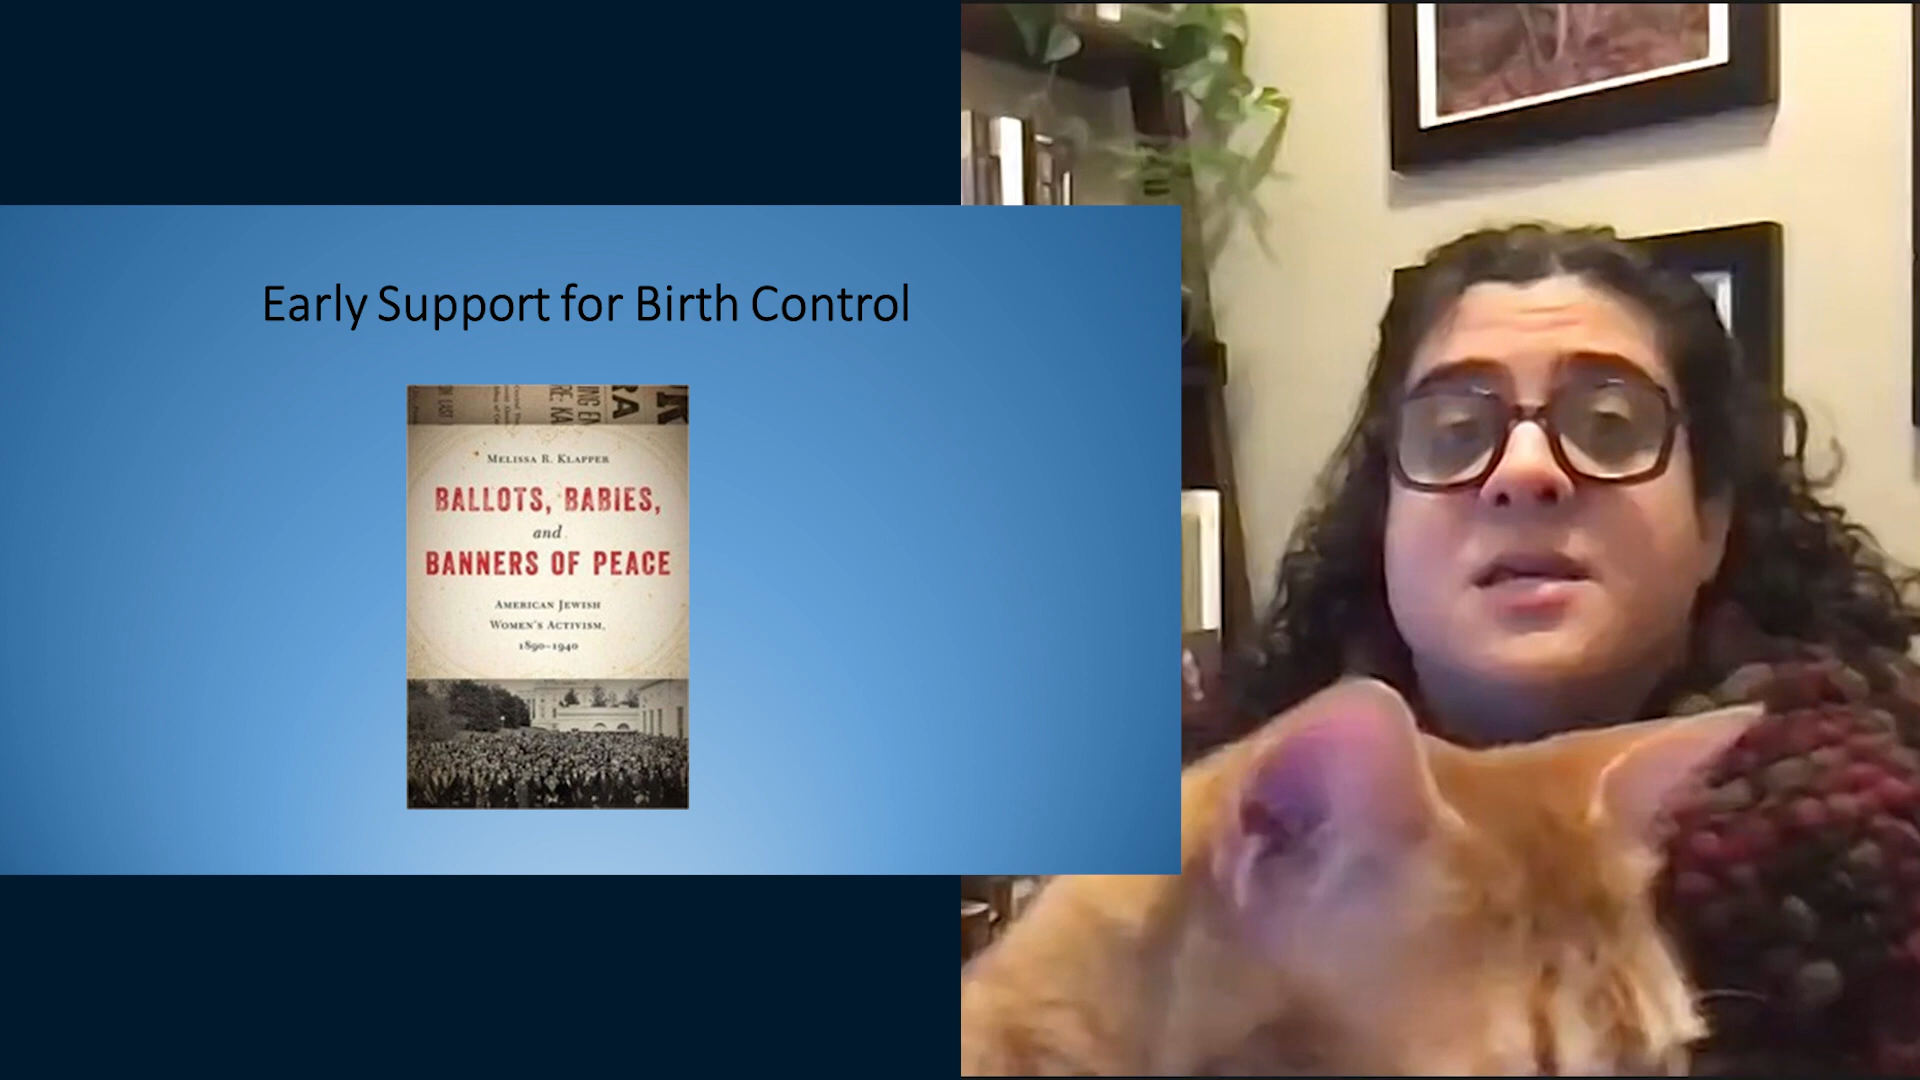 Early Support for Birth Control
MELISSA R. KLAPPER
BALLOTS, BABIES,
and
BANNERS OF PEACE
AMERICAN JEWISH
WOMEN'S ACTIVISM,
1890–1940